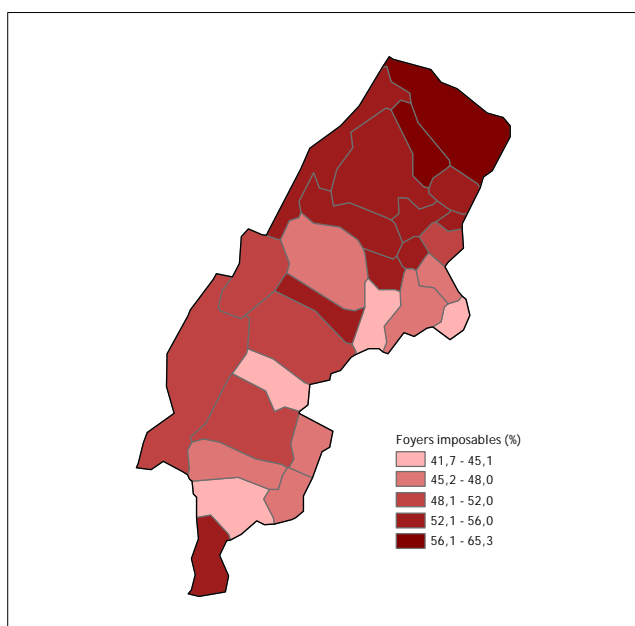 Foyers imposables (%)
41,7 - 45,1
45,2 - 48,0
48,1 - 52,0
52,1 - 56,0
56,1 - 65,3